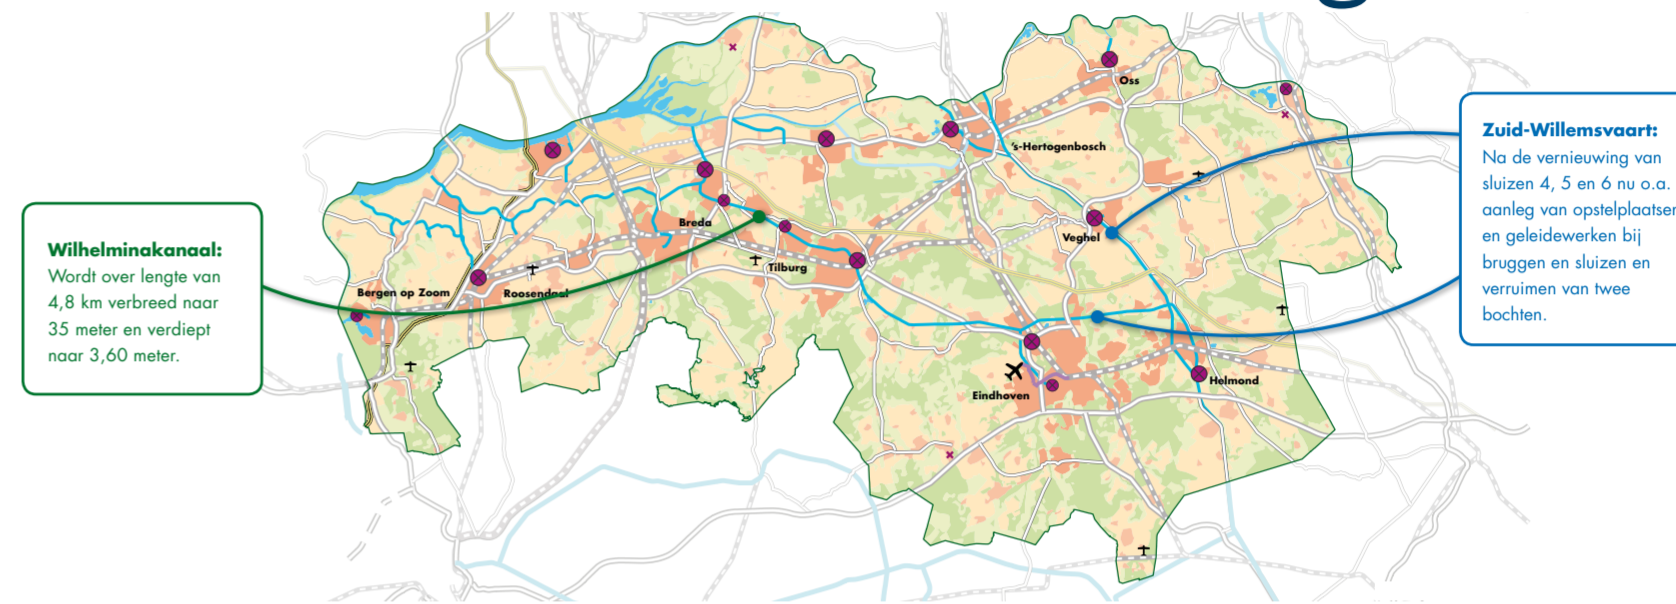 Oss
's-Hertogenbosch
Zuid-Willemsvaart:
Na de vernieuwing van
sluizen 4, 5 en 6 nu o.a.
aanleg van opstelplaatsen
en geleidewerken bij
bruggen en sluizen en
verruimen van twee
bochten.
Wilhelminakanaal:
Wordt over lengte van
4,8 km verbreed naar
35 meter en verdiept
naar 3,60 meter.
Breda
Veghel
Tilburg
Bergen op Zoom
Roosendaal
Helmond
Eindhoven